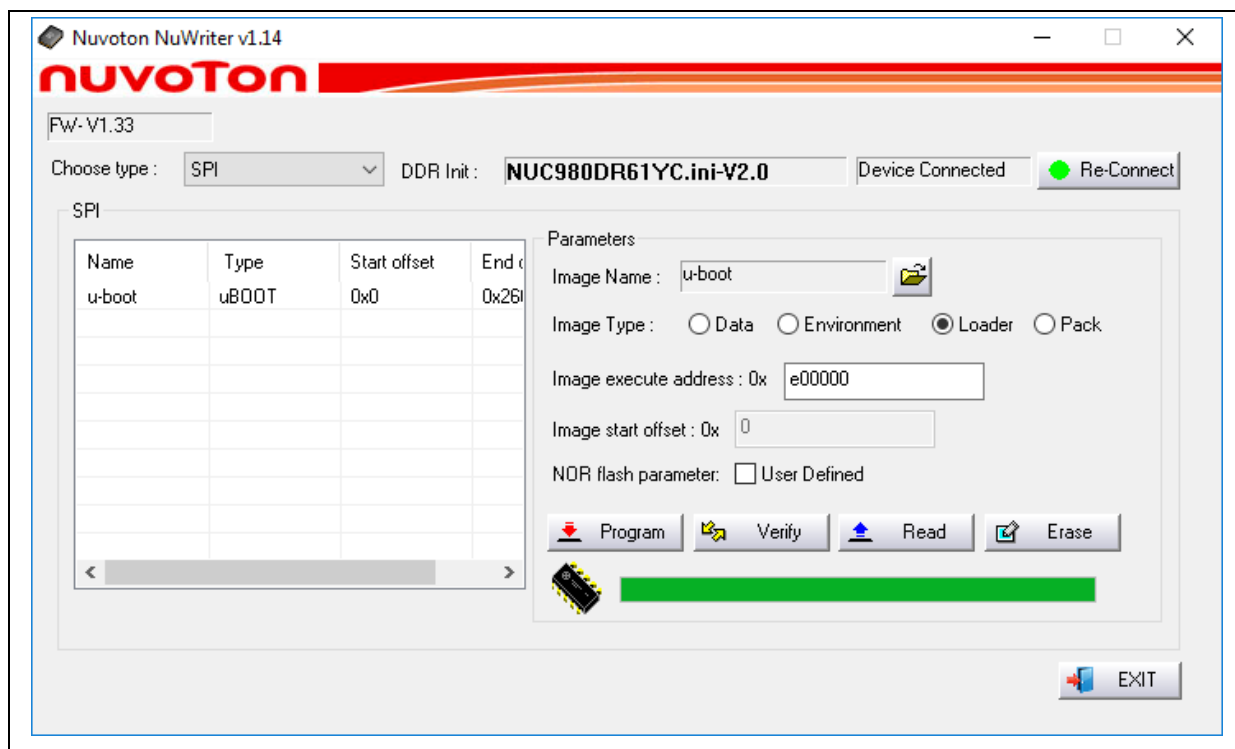 Nuvoton NuWriter v1.14
nuvoTon
FW-V1.33
Choose type : SPI DDR Init : NUC980DR61YC.ini-V2.0 Device Connected Re-Connect
SPI
Name Type Start offset End
u-boot uBOOT 0x0
Parameters
Image Name : u-boot
Image Type : Data Environment Loader Pack
Image execute address : 0x e00000
Image start offset : 0x 0
NOR flash parameter: User Defined
Program Verify Read Erase
EXIT